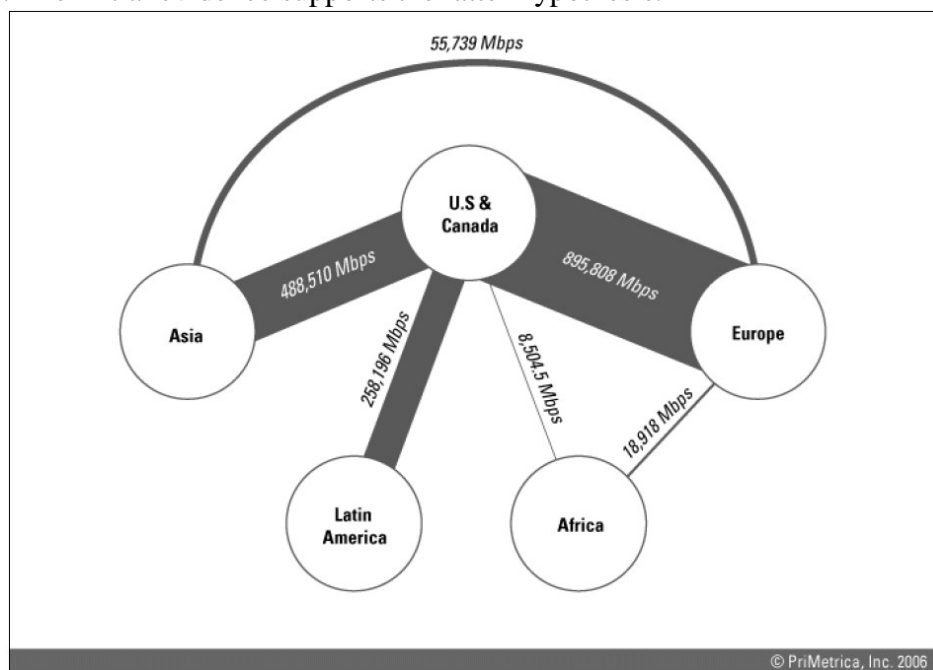 55,739 Mbps
U.S &
Canada
488,510 Mbps
895,808 Mbps
Asia
Europe
258,196 Mbps
8,504.5 Mbps
18,918 Mbps
Latin
America
Africa
© PriMetrica, Inc. 2006